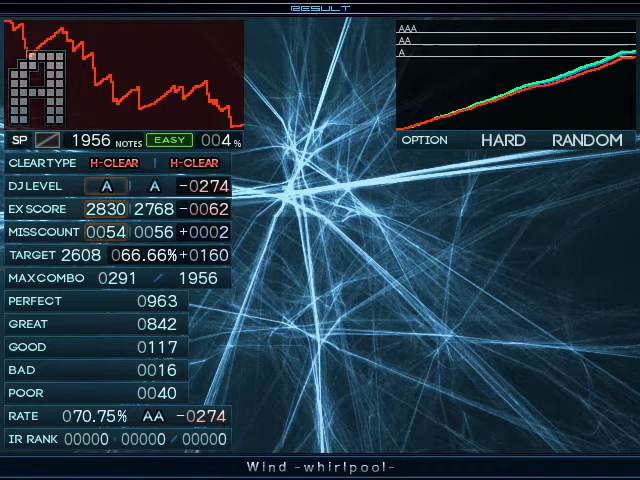 RESULT
AAA
AA
A
A
SP 1956 NOTES EASY 004 %
OPTION HARD RANDOM
CLEAR TYPE H-CLEAR H-CLEAR
DJ LEVEL A A -0274
EX SCORE 2830 2768 -0062
MISSCOUNT 0054 0056 +0002
TARGET 2608 066.66% +0160
MAXCOMBO 0291 / 1956
PERFECT 0963
GREAT 0842
GOOD 0117
BAD 0016
POOR 0040
RATE 070.75% AA -0274
IR RANK 00000 00000 / 00000
Wind -whirlpool-